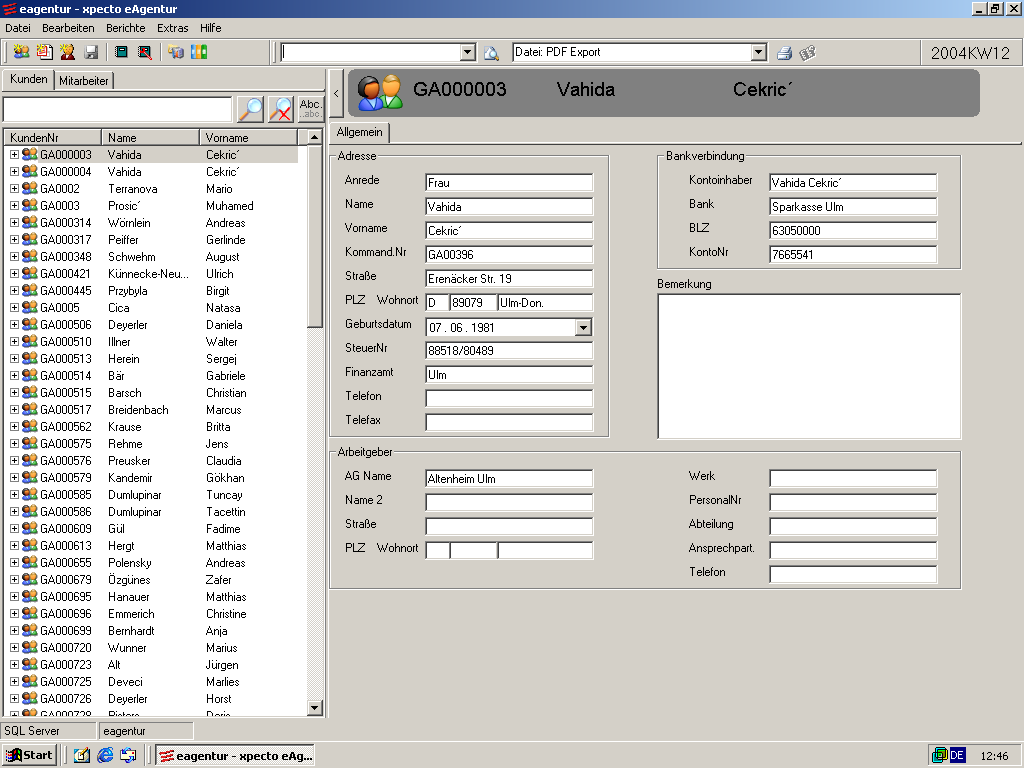 eagentur - xpecto eAgentur
Datei Bearbeiten Berichte Extras Hilfe
Datei: PDF Export
2004KW12
Kunden Mitarbeiter
Abc.
..abc.
GA000003 Vahida Cekric´
Allgemein
KundenNr Name Vorname
GA000003 Vahida Cekric´
GA000004 Vahida Cekric´
GA0002 Terranova Mario
GA0003 Prosic´ Muhamed
GA000314 Wörnlein Andreas
GA000317 Peiffer Gerlinde
GA000348 Schwehm August
GA000421 Künnecke-Neu... Ulrich
GA000445 Przybyla Birgit
GA0005 Cica Natasa
GA000506 Deyerler Daniela
GA000510 Illner Walter
GA000513 Herein Sergej
GA000514 Bär Gabriele
GA000515 Barsch Christian
GA000517 Breidenbach Marcus
GA000562 Krause Britta
GA000575 Rehme Jens
GA000576 Preusker Claudia
GA000579 Kandemir Gökhan
GA000585 Dumlupinar Tuncay
GA000586 Dumlupinar Tacettin
GA000609 Gül Fadime
GA000613 Hergt Matthias
GA000655 Polensky Andreas
GA000679 Özgünes Zafer
GA000695 Hanauer Matthias
GA000696 Emmerich Christine
GA000699 Bernhardt Anja
GA000720 Wunner Marius
GA000723 Alt Jürgen
GA000725 Deveci Marlies
GA000726 Deyerler Horst
Adresse
Anrede Frau
Name Vahida
Vorname Cekric´
Kommand.Nr GA00396
Straße Erenäcker Str. 19
PLZ Wohnort D 89079 Ulm-Don.
Geburtsdatum 07 . 06 . 1981
SteuerNr 88518/80489
Finanzamt Ulm
Telefon
Telefax
Bankverbindung
Kontoinhaber Vahida Cekric´
Bank Sparkasse Ulm
BLZ 63050000
KontoNr 7665541
Bemerkung
Arbeitgeber
AG Name Altenheim Ulm
Name 2
Straße
PLZ Wohnort
Werk
PersonalNr
Abteilung
Ansprechpart.
Telefon
SQL Server eagentur
Start eagentur - xpecto eAg... DE 12:46